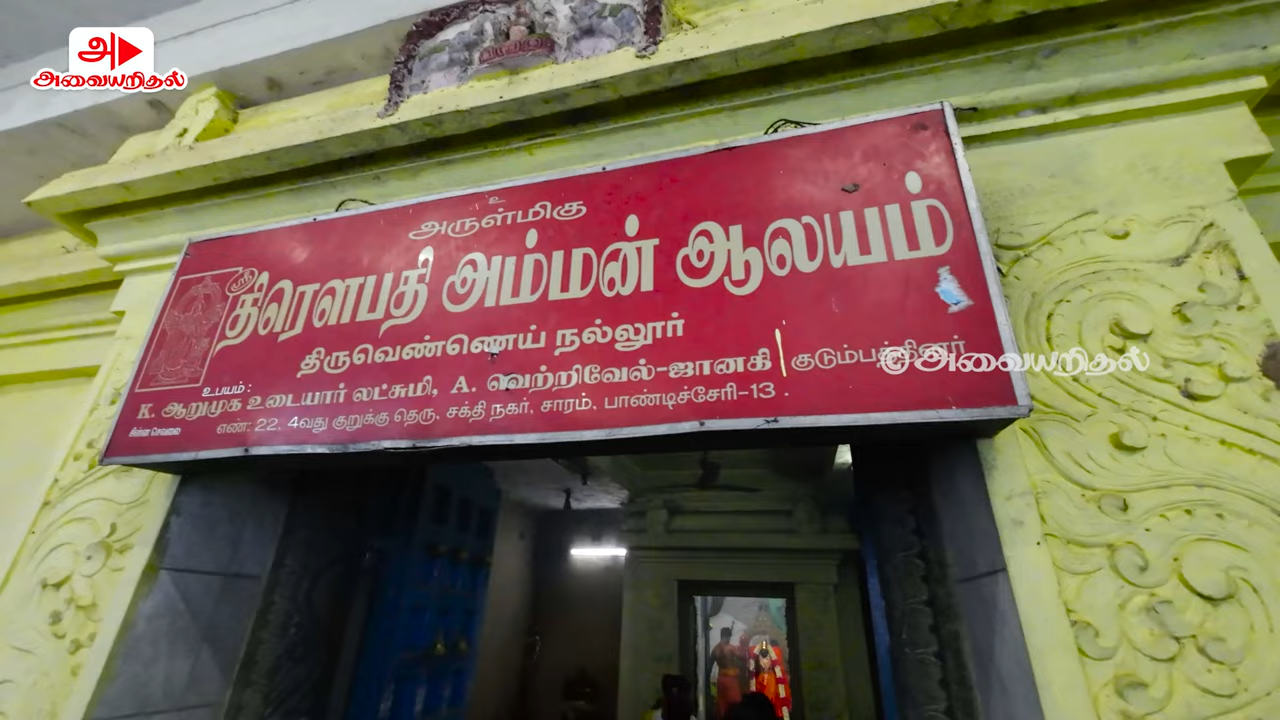 அ
அவையறிதல்
உ
அருள்மிகு
ஸ்ரீ திரௌபதி அம்மன் ஆலயம்
திருவெண்ணெய் நல்லூர்
உபயம் :
K. ஆறுமுக உடையார் லட்சுமி, A. வெற்றிவேல்-ஜானகி குடும்பத்தினர்
எண்: 22, 4வது குறுக்கு தெரு, சக்தி நகர், சாரம், பாண்டிச்சேரி-13 .
©அவையறிதல்